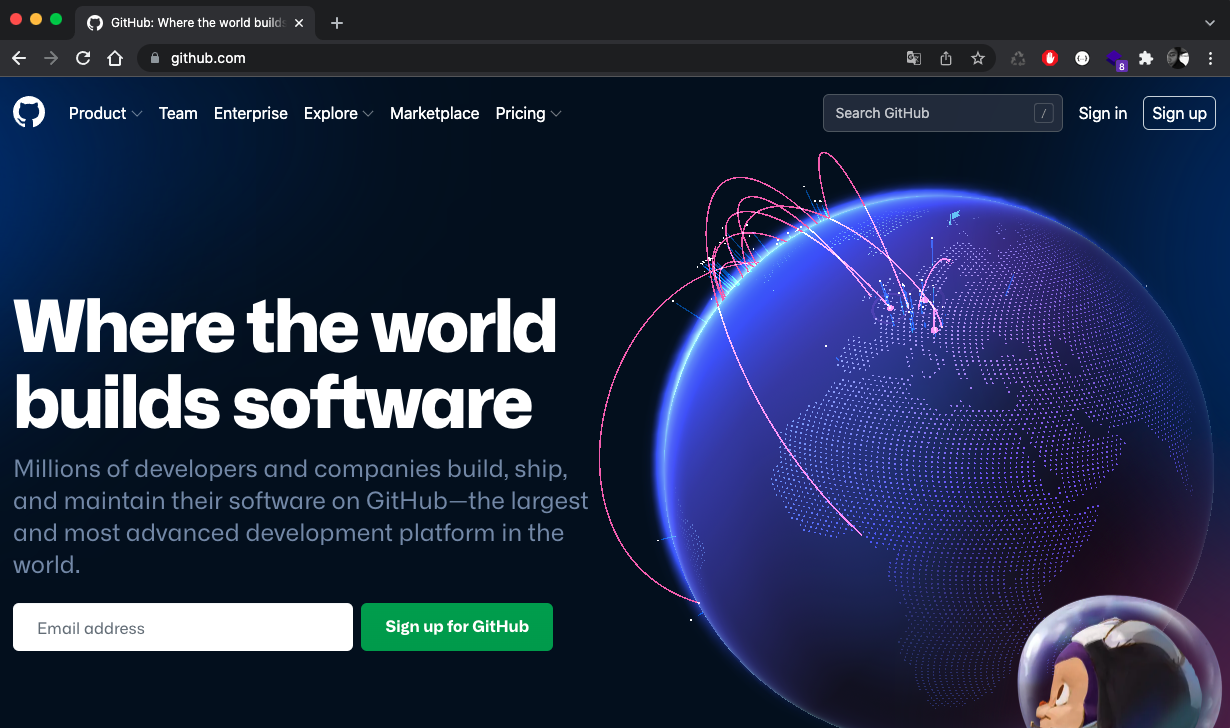 GitHub: Where the world builds
github.com
8
Product
Team
Enterprise
Explore
Marketplace
Pricing
Search GitHub
/
Sign in
Sign up
Where the world
builds software
Millions of developers and companies build, ship,
and maintain their software on GitHub—the largest
and most advanced development platform in the
world.
Email address
Sign up for GitHub